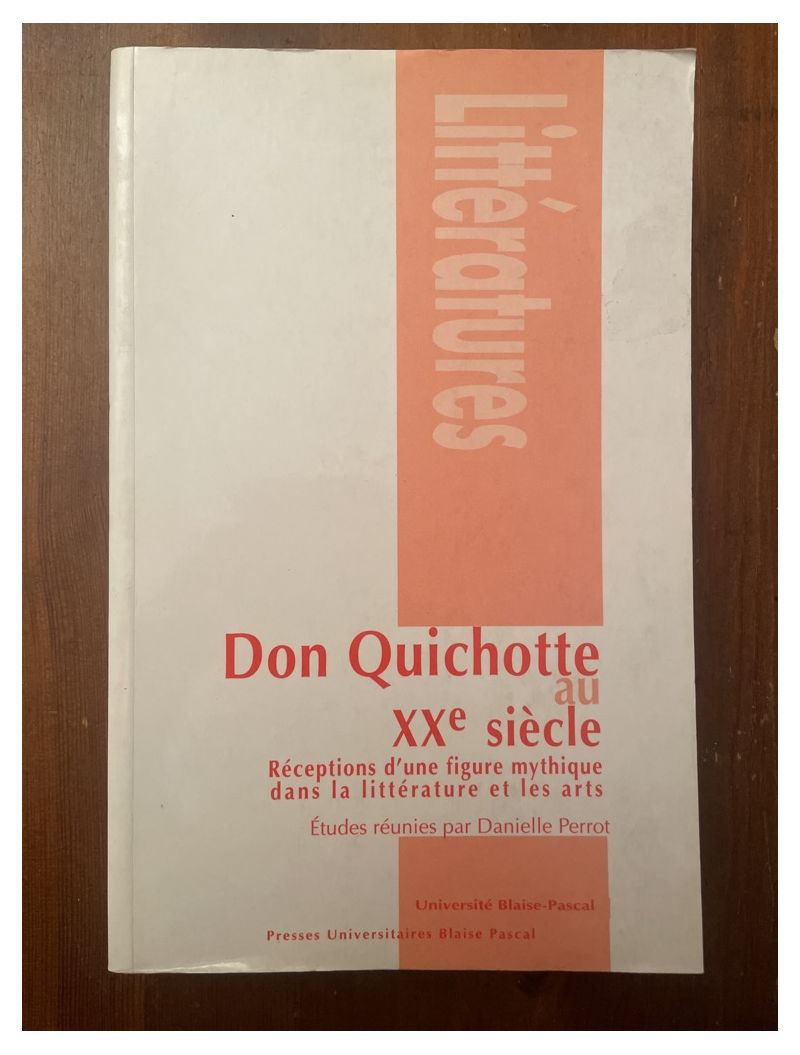 Littératures
Don Quichotte
au
XXe siècle
Réceptions d'une figure mythique
dans la littérature et les arts
Études réunies par Danielle Perrot
Université Blaise-Pascal
Presses Universitaires Blaise Pascal